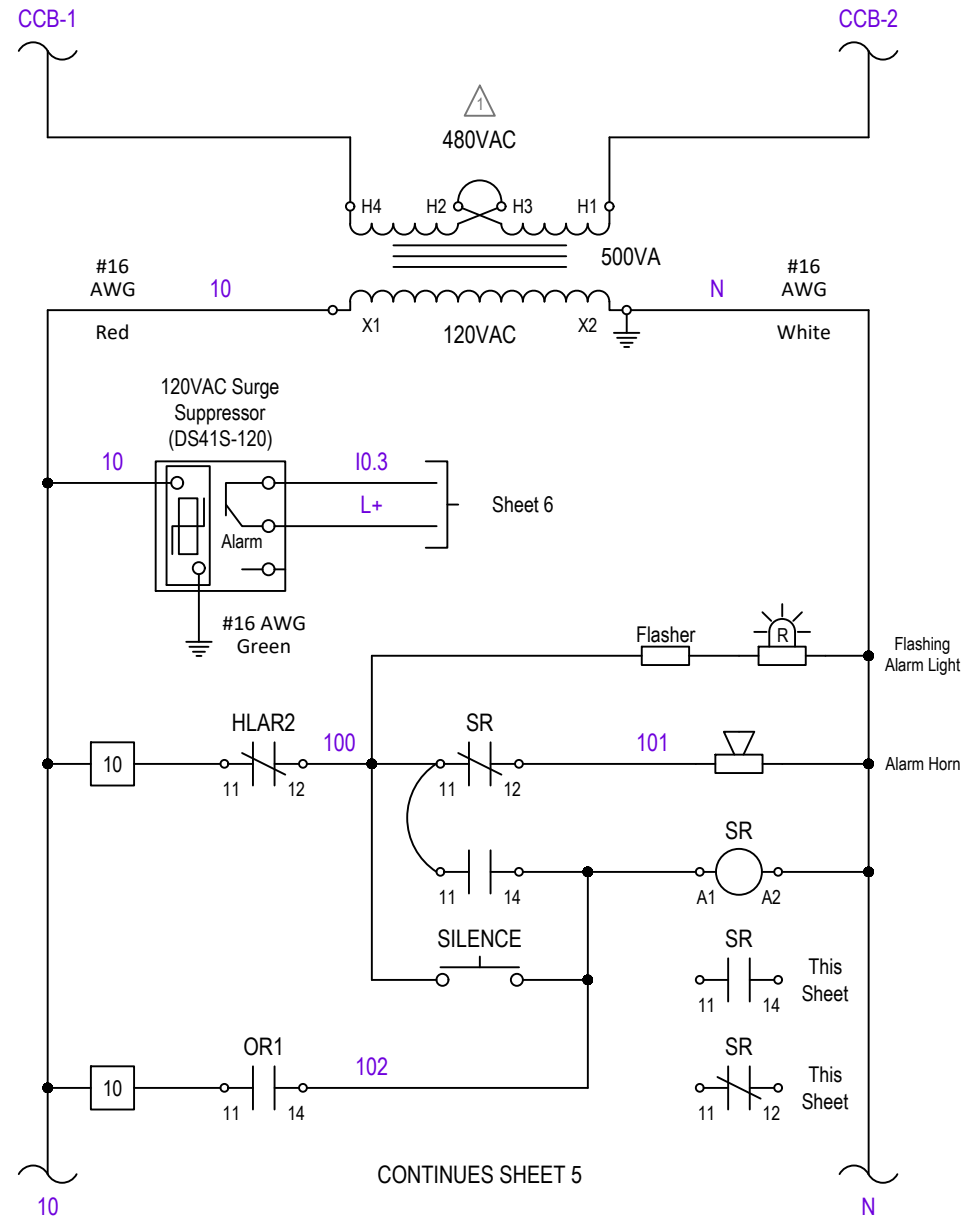 CCB-1
CCB-2
1
480VAC
H4
H2
H3
H1
500VA
#16
AWG
10
N
#16
AWG
Red
X1
120VAC
X2
White
120VAC Surge
Suppressor
(DS41S-120)
10
I0.3
L+
Sheet 6
Alarm
#16 AWG
Green
Flasher
R
Flashing
Alarm Light
HLAR2
100
SR
101
10
11
12
11
12
Alarm Horn
SR
11
14
A1
A2
SILENCE
SR
This
Sheet
11
14
OR1
102
SR
This
Sheet
10
11
14
11
12
CONTINUES SHEET 5
10
N